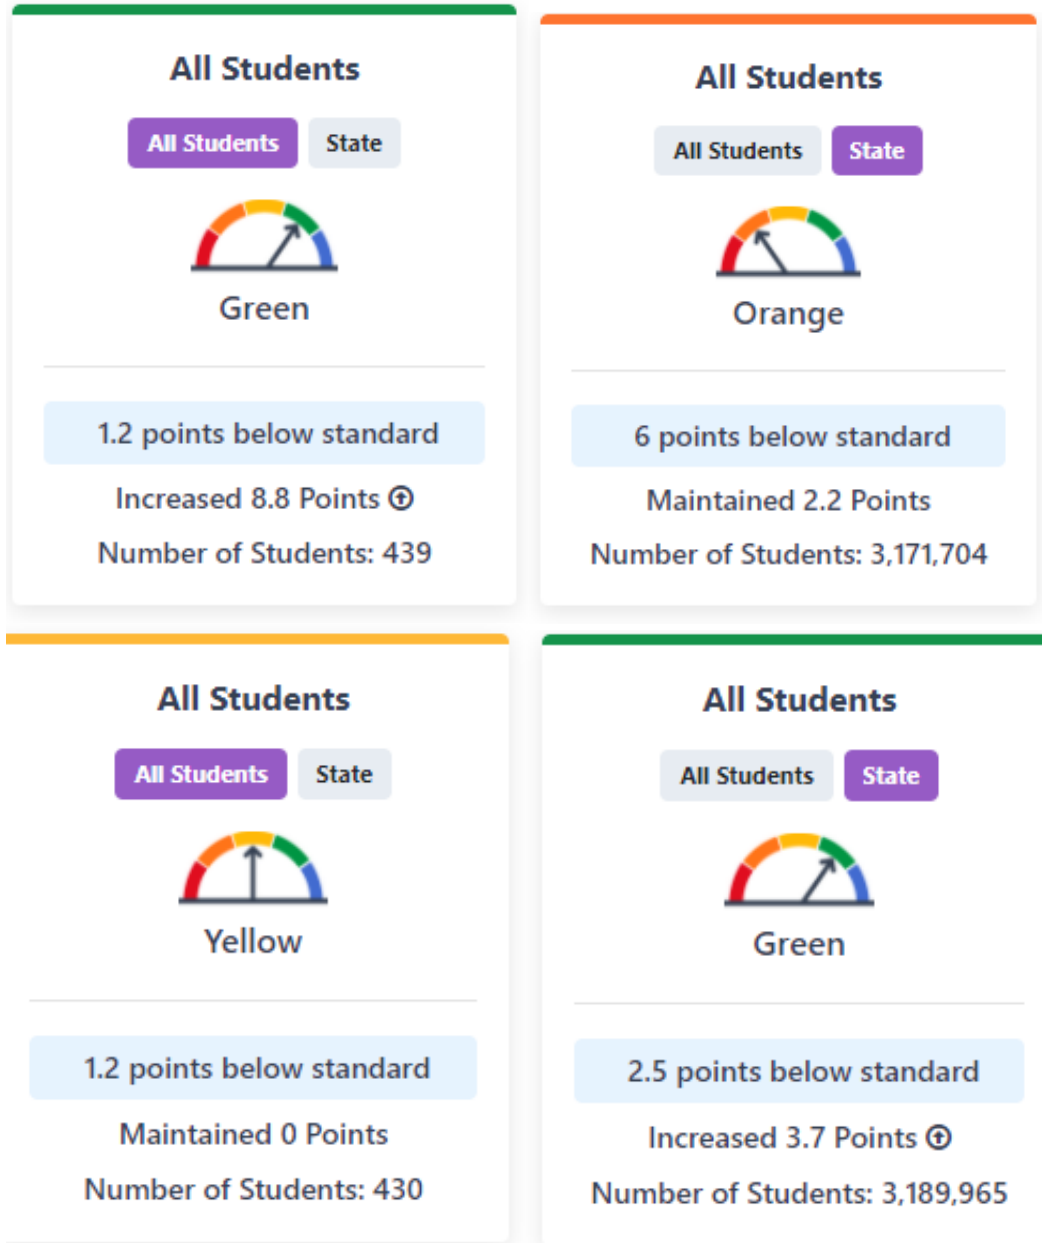 All Students
All Students State
Green
1.2 points below standard
Increased 8.8 Points
Number of Students: 439
All Students
All Students State
Orange
6 points below standard
Maintained 2.2 Points
Number of Students: 3,171,704
All Students
All Students State
Yellow
1.2 points below standard
Maintained 0 Points
Number of Students: 430
All Students
All Students State
Green
2.5 points below standard
Increased 3.7 Points
Number of Students: 3,189,965